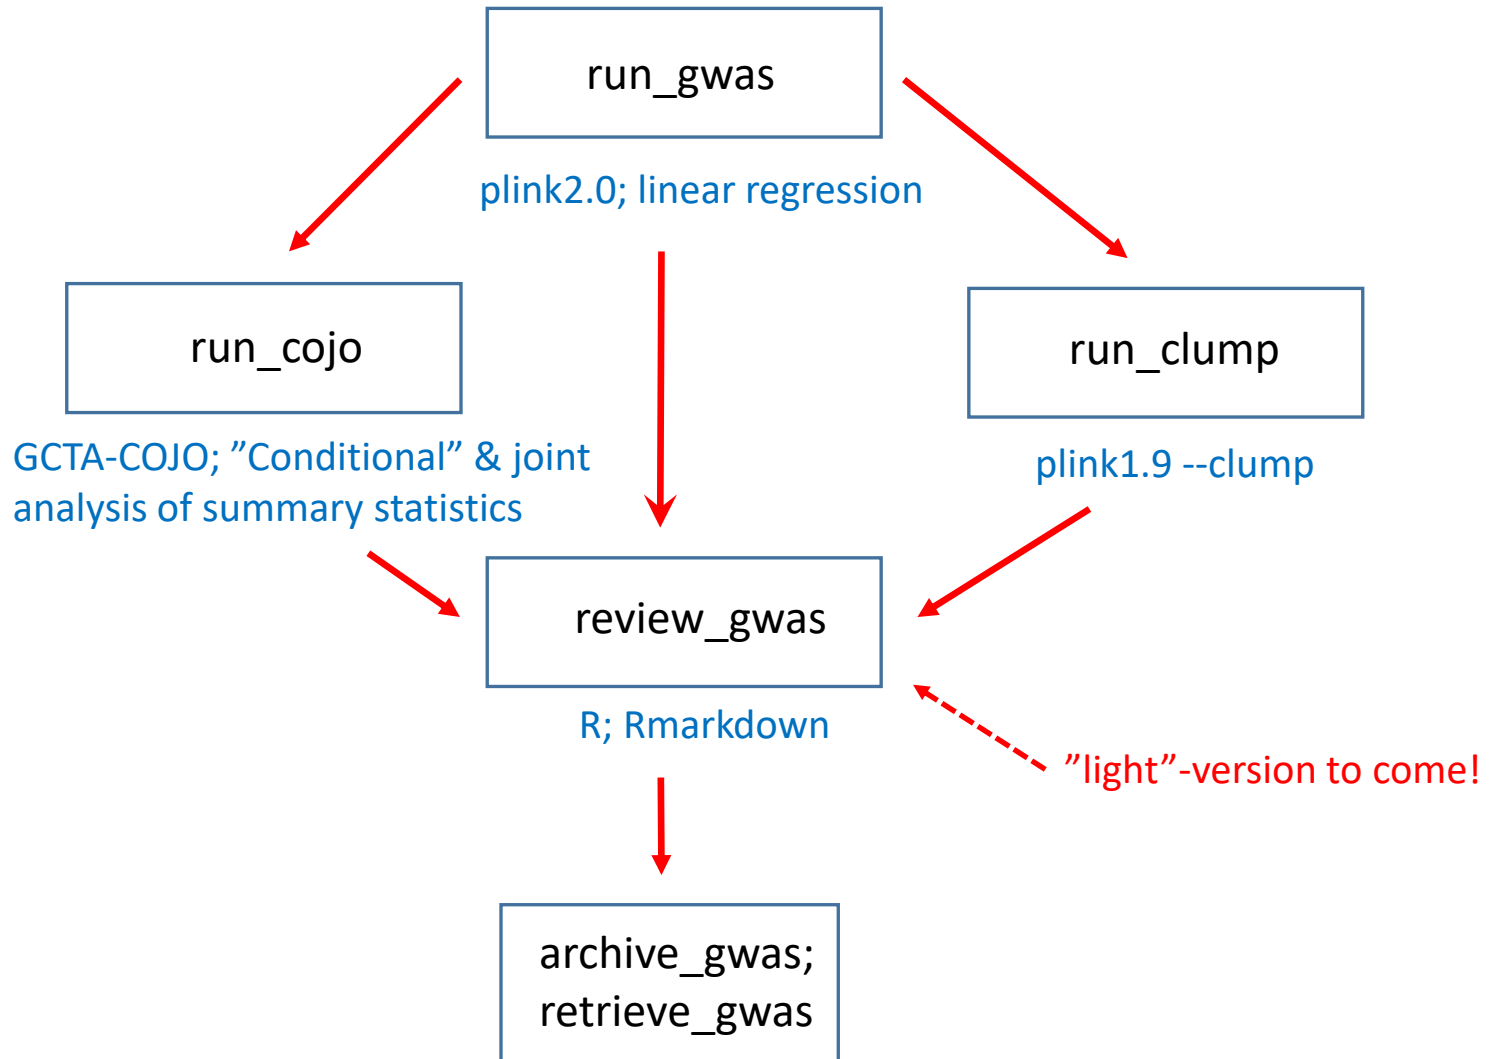 run_gwas
plink2.0; linear regression
run_cojo
run_clump
GCTA-COJO; ”Conditional” & joint
analysis of summary statistics
plink1.9 --clump
review_gwas
R; Rmarkdown
”light”-version to come!
archive_gwas;
retrieve_gwas